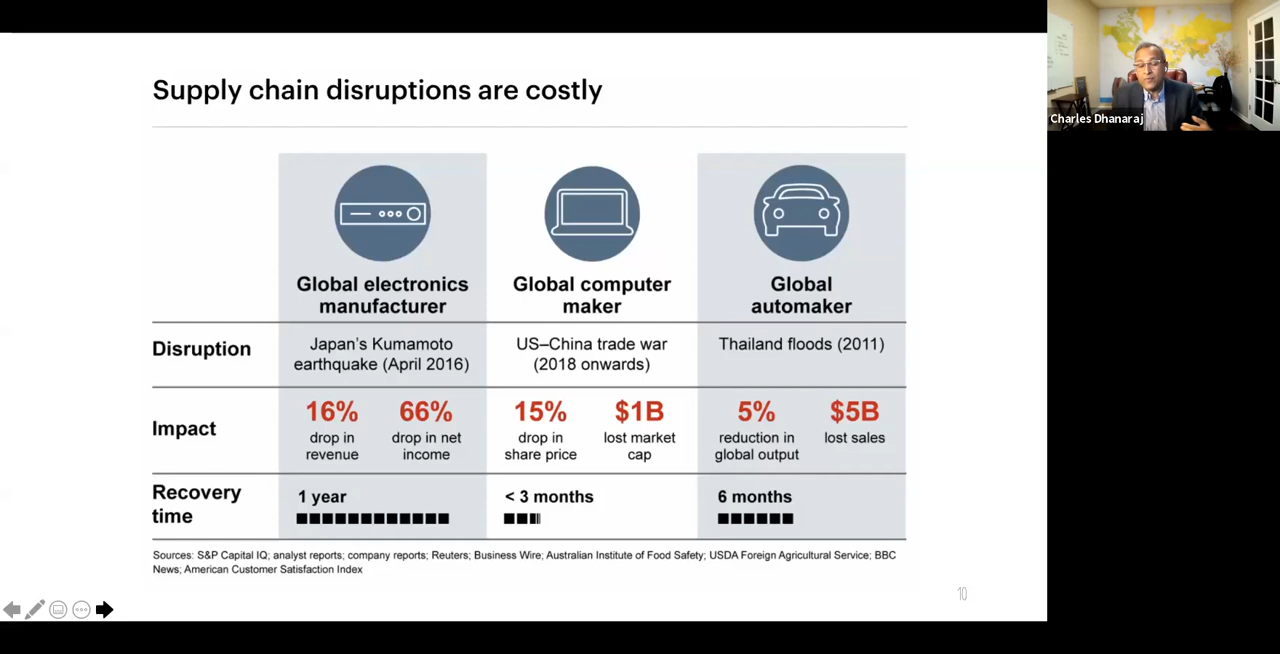 Supply chain disruptions are costly
Global electronics
manufacturer
Global computer
maker
Global
automaker
Disruption
Japan's Kumamoto
earthquake (April 2016)
US–China trade war
(2018 onwards)
Thailand floods (2011)
Impact
16%
drop in
revenue
66%
drop in net
income
15%
drop in
share price
$1B
lost market
cap
5%
reduction in
global output
$5B
lost sales
Recovery
time
1 year
< 3 months
6 months
Sources: S&P Capital IQ; analyst reports; company reports; Reuters; Business Wire; Australian Institute of Food Safety; USDA Foreign Agricultural Service; BBC
News; American Customer Satisfaction Index
10
Charles Dhanaraj